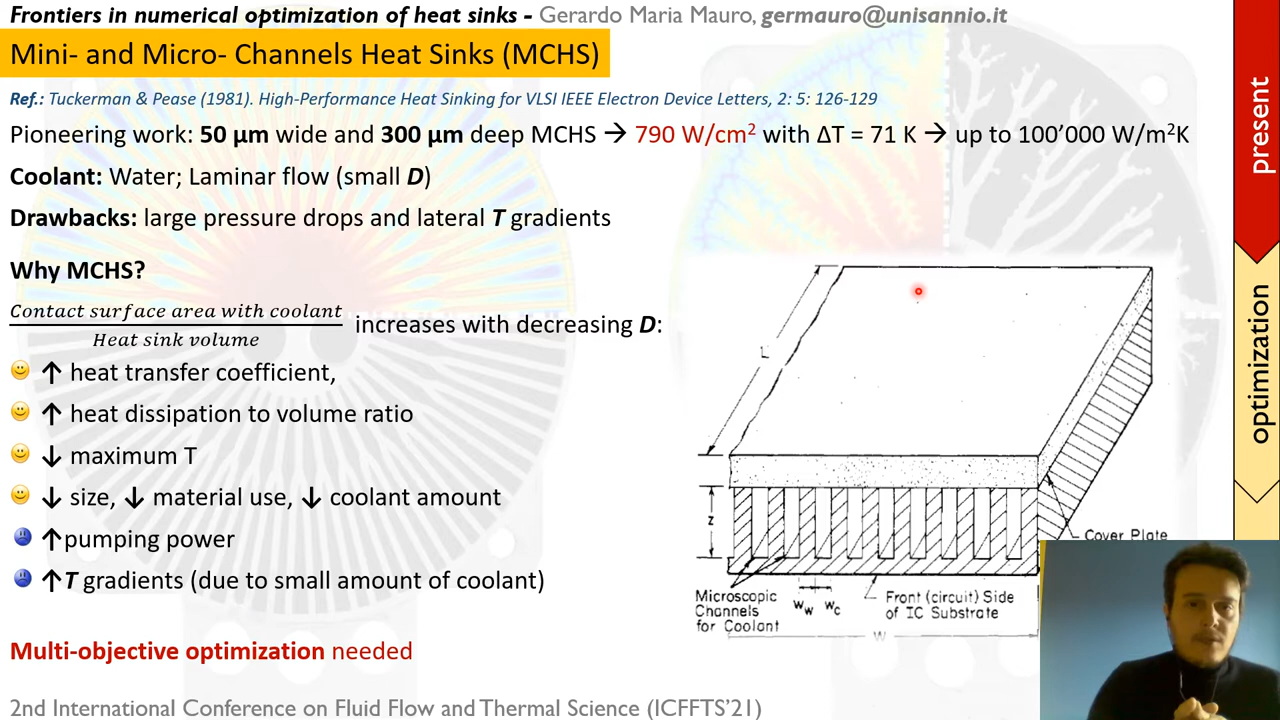 Frontiers in numerical optimization of heat sinks - Gerardo Maria Mauro, germauro@unisannio.it
Mini- and Micro- Channels Heat Sinks (MCHS)
Ref.: Tuckerman & Pease (1981). High-Performance Heat Sinking for VLSI IEEE Electron Device Letters, 2: 5: 126-129
Pioneering work: 50 μm wide and 300 μm deep MCHS → 790 W/cm² with ΔT = 71 K → up to 100’000 W/m²K
Coolant: Water; Laminar flow (small D)
Drawbacks: large pressure drops and lateral T gradients
Why MCHS?
Contact surface area with coolant
Heat sink volume
increases with decreasing D:
↑ heat transfer coefficient,
↑ heat dissipation to volume ratio
↓ maximum T
↓ size, ↓ material use, ↓ coolant amount
↑pumping power
↑T gradients (due to small amount of coolant)
Multi-objective optimization needed
2nd International Conference on Fluid Flow and Thermal Science (ICFFTS’21)
present
optimization
L
z
Cover Plate
Microscopic
Channels
for Coolant
Ww
Wc
Front (circuit) Side
of IC Substrate
W